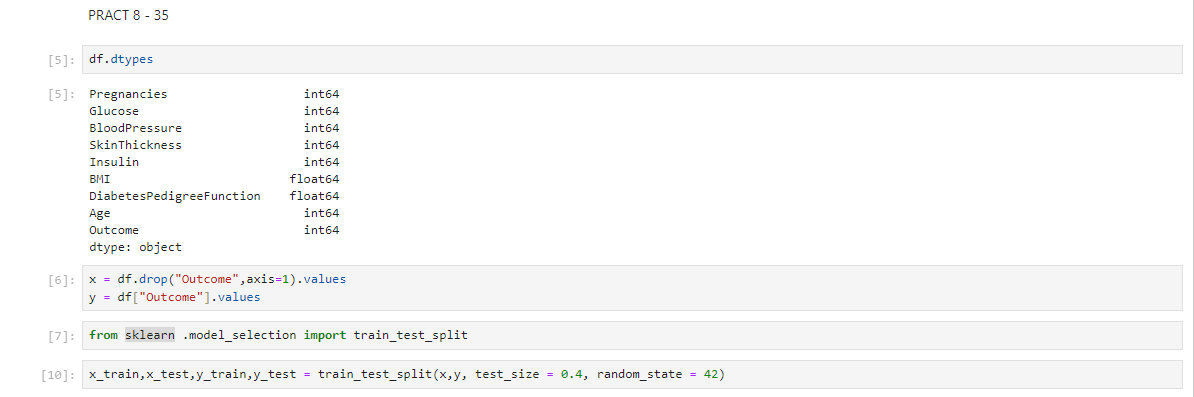 PRACT 8 - 35
[5]: df.dtypes
[5]: Pregnancies int64
Glucose int64
BloodPressure int64
SkinThickness int64
Insulin int64
BMI float64
DiabetesPedigreeFunction float64
Age int64
Outcome int64
dtype: object
[6]: x = df.drop("Outcome",axis=1).values
y = df["Outcome"].values
[7]: from sklearn .model_selection import train_test_split
[10]: x_train,x_test,y_train,y_test = train_test_split(x,y, test_size = 0.4, random_state = 42)